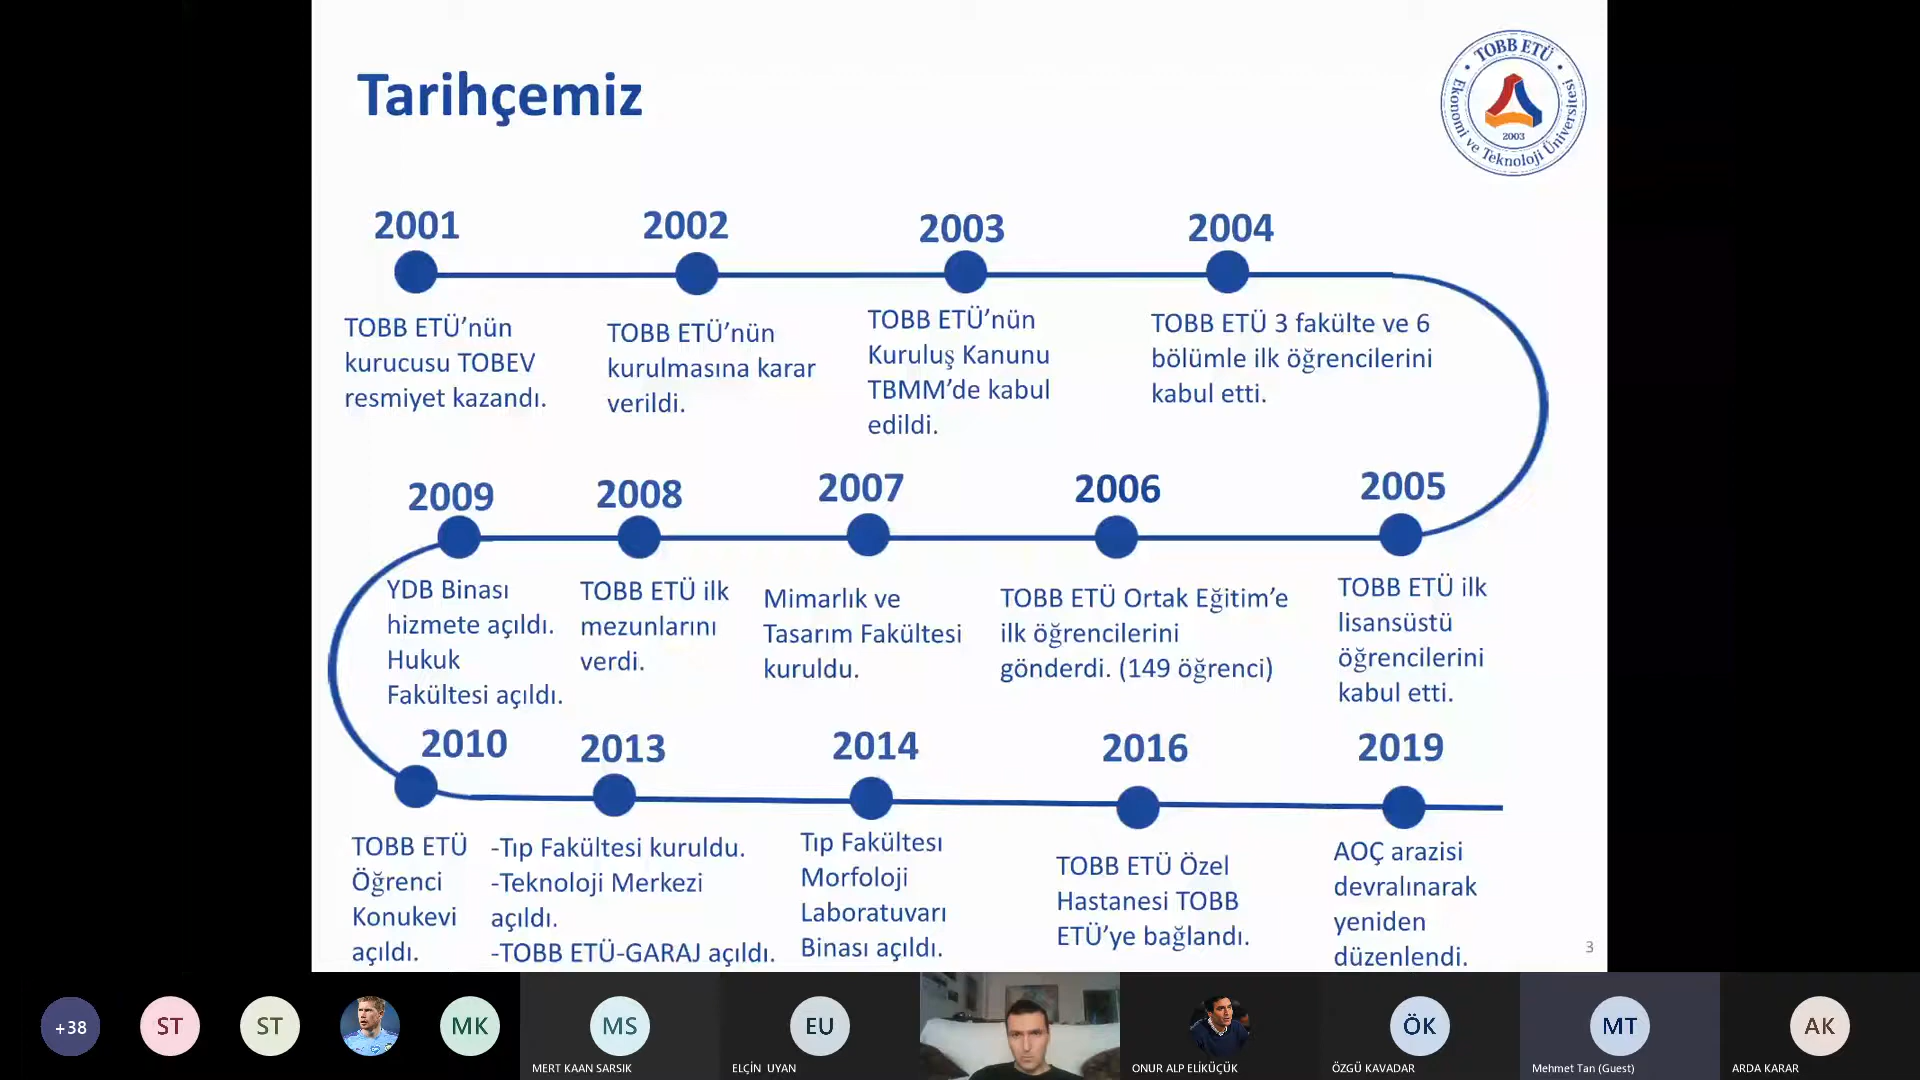 Tarihçemiz
TOBB ETÜ
Ekonomi ve Teknoloji Üniversitesi
2003
2001
2002
2003
2004
TOBB ETÜ’nün
kurucusu TOBEV
resmiyet kazandı.
TOBB ETÜ’nün
kurulmasına karar
verildi.
TOBB ETÜ’nün
Kuruluş Kanunu
TBMM’de kabul
edildi.
TOBB ETÜ 3 fakülte ve 6
bölümle ilk öğrencilerini
kabul etti.
2009
2008
2007
2006
2005
YDB Binası
hizmete açıldı.
Hukuk
Fakültesi açıldı.
TOBB ETÜ ilk
mezunlarını
verdi.
Mimarlık ve
Tasarım Fakültesi
kuruldu.
TOBB ETÜ Ortak Eğitim’e
ilk öğrencilerini
gönderdi. (149 öğrenci)
TOBB ETÜ ilk
lisansüstü
öğrencilerini
kabul etti.
2010
2013
2014
2016
2019
TOBB ETÜ
Öğrenci
Konukevi
açıldı.
-Tıp Fakültesi kuruldu.
-Teknoloji Merkezi
açıldı.
-TOBB ETÜ-GARAJ açıldı.
Tıp Fakültesı
Morfoloji
Laboratuvarı
Binası açıldı.
TOBB ETÜ Özel
Hastanesi TOBB
ETÜ’ye bağlandı.
AOÇ arazisi
devralınarak
yeniden
düzenlendi.
3
+38
ST
ST
MK
MS
MERT KAAN SARSIK
EU
ELÇİN UYAN
ONUR ALP ELİKÜÇÜK
ÖK
ÖZGÜ KAVADAR
MT
Mehmet Tan (Guest)
AK
ARDA KARAR